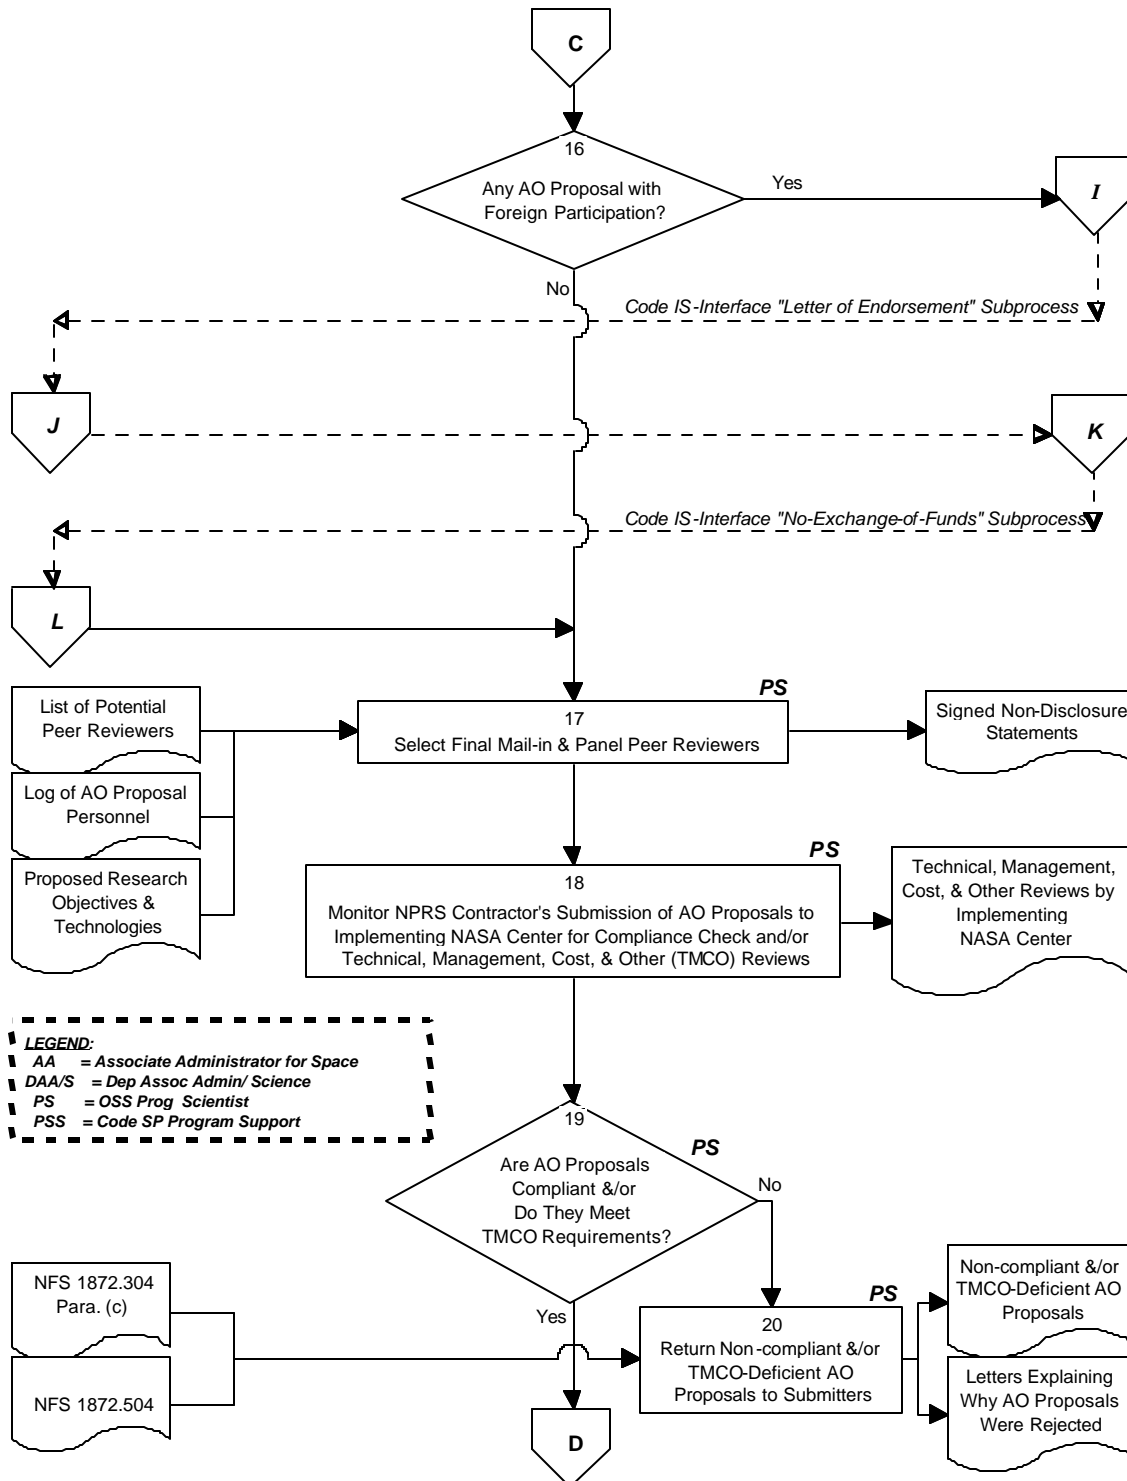 C
16
Any AO Proposal with
Foreign Participation?
Yes
I
No
Code IS-Interface "Letter of Endorsement" Subprocess
J
K
Code IS-Interface "No-Exchange-of-Funds" Subprocess
L
List of Potential
Peer Reviewers
Log of AO Proposal
Personnel
Proposed Research
Objectives &
Technologies
PS
17
Select Final Mail-in & Panel Peer Reviewers
Signed Non-Disclosure
Statements
PS
18
Monitor NPRS Contractor's Submission of AO Proposals to
Implementing NASA Center for Compliance Check and/or
Technical, Management, Cost, & Other (TMCO) Reviews
Technical, Management,
Cost, & Other Reviews by
Implementing
NASA Center
LEGEND:
AA = Associate Administrator for Space
DAA/S = Dep Assoc Admin/ Science
PS = OSS Prog Scientist
PSS = Code SP Program Support
19
PS
Are AO Proposals
Compliant &/or
Do They Meet
TMCO Requirements?
No
Yes
NFS 1872.304
Para. (c)
NFS 1872.504
PS
20
Return Non-compliant &/or
TMCO-Deficient AO
Proposals to Submitters
Non-compliant &/or
TMCO-Deficient AO
Proposals
Letters Explaining
Why AO Proposals
Were Rejected
D